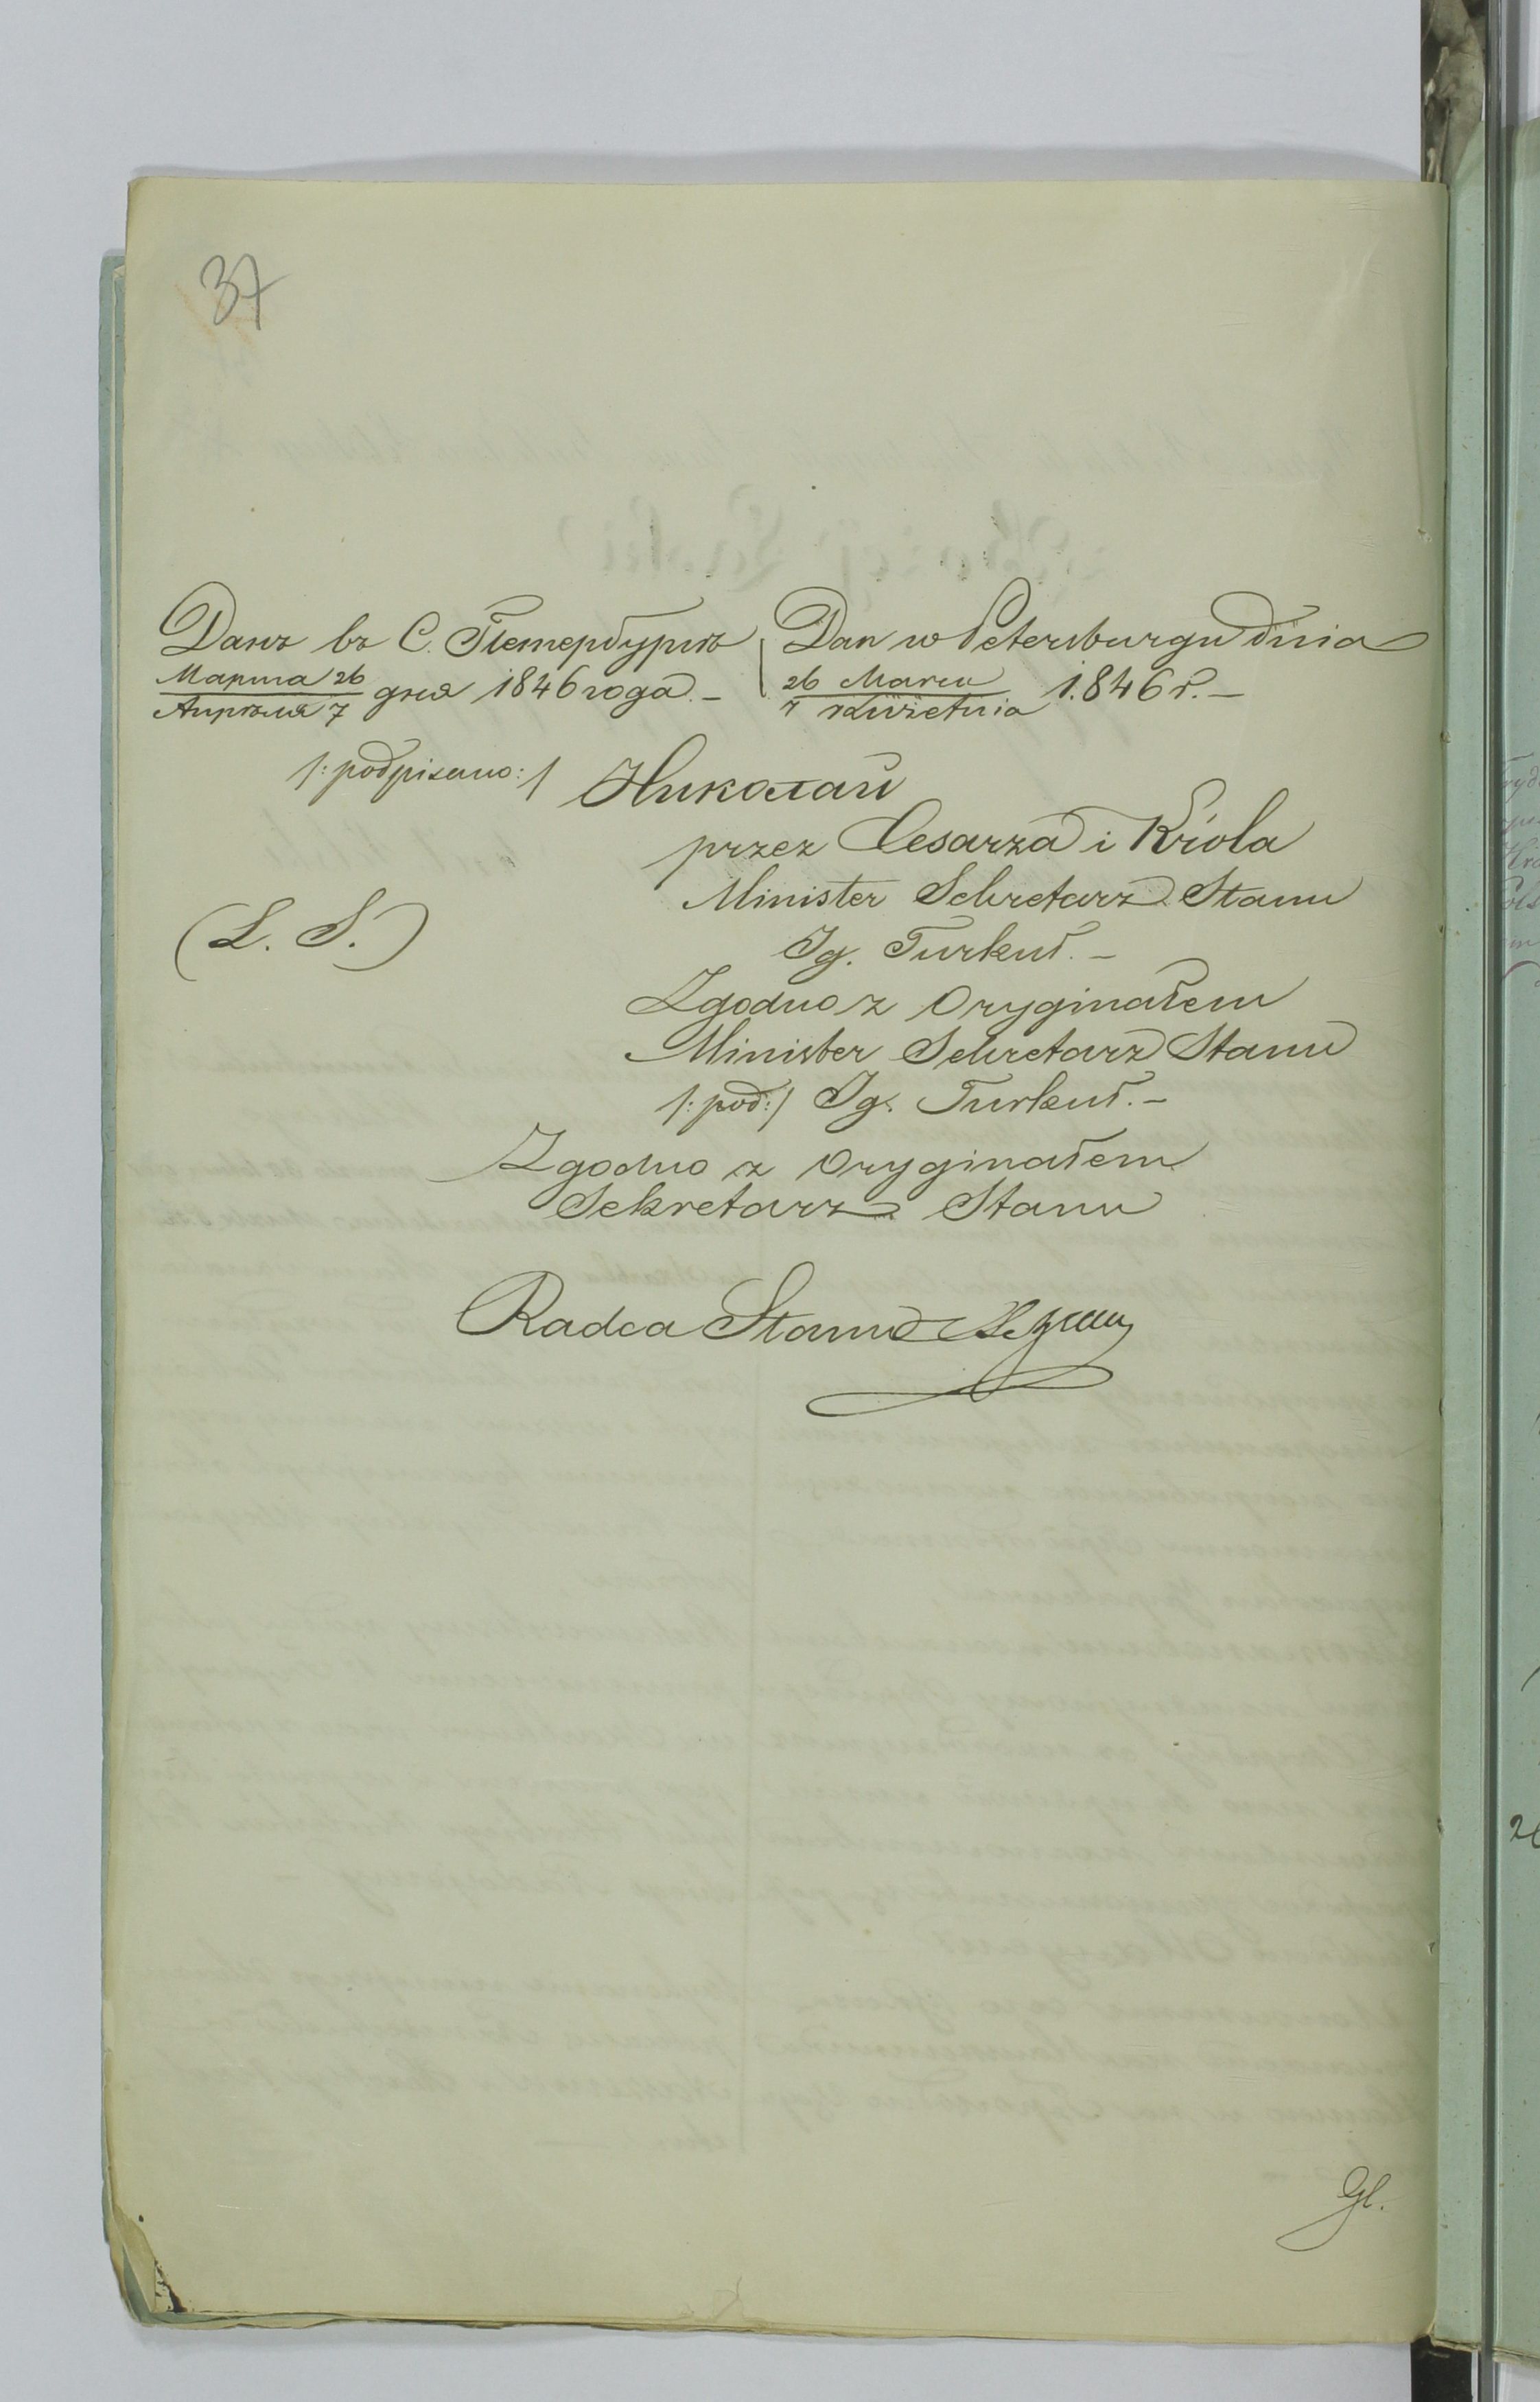 37
Данъ въ С. Петербургѣ
Марта 26
Апрѣля 7 дня 1846 года. –
Dan w Petersburgu dnia
26 Marca
7 Kwietnia 1846 r. –
/: podpisano :/ Николай
przez Cesarza i Króla
Minister Sekretarz Stanu
(L. S.)
Ig. Turkuł. –
Zgodno z Oryginałem
Minister Sekretarz Stanu
/: pod :/ Ig. Turkuł. –
Zgodno z Oryginałem
Sekretarz Stanu
Radca Stanu
Gl.